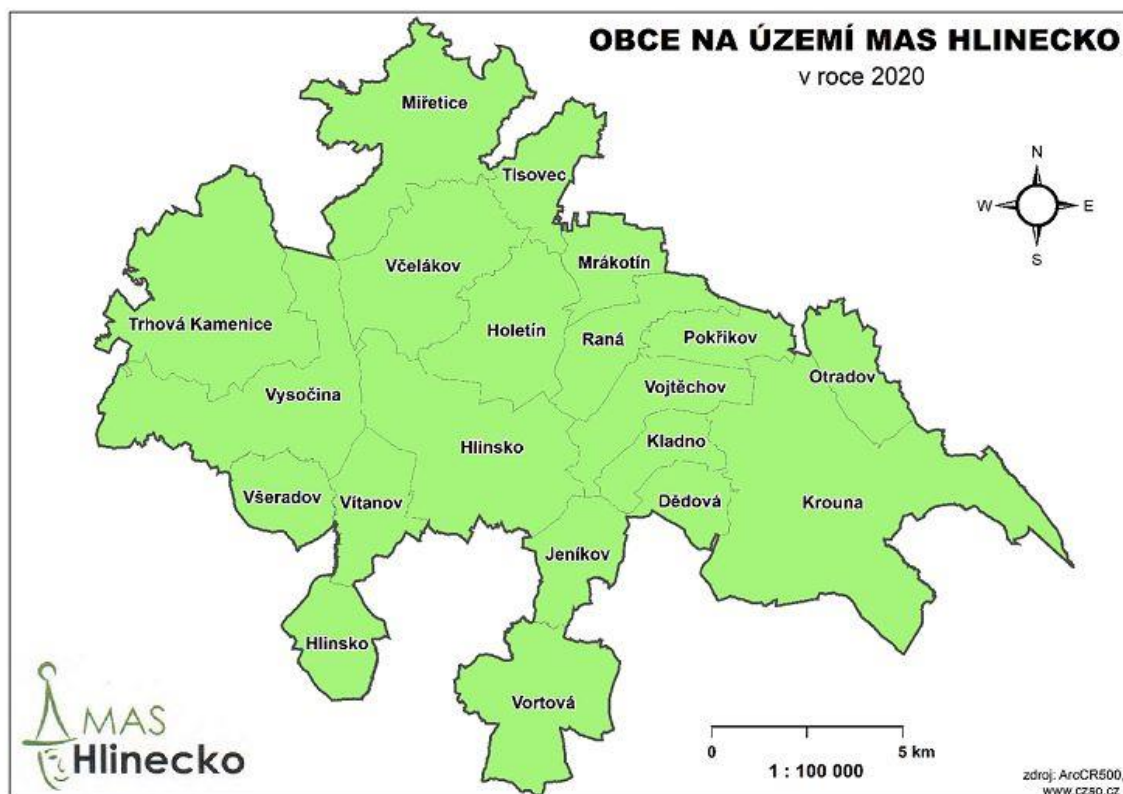 OBCE NA ÚZEMÍ MAS HLINECKO
v roce 2020
Miřetice
Tisovec
N
W
E
S
Včelákov
Mrákotín
Trhová Kamenice
Holetín
Raná
Pokřikov
Otradov
Vysočina
Vojtěchov
Hlinsko
Kladno
Všeradov
Vítanov
Dědová
Krouna
Jeníkov
Hlinsko
Vortová
MAS
Hlinecko
0
5 km
1 : 100 000
zdroj: ArcCR500,
www.czso.cz